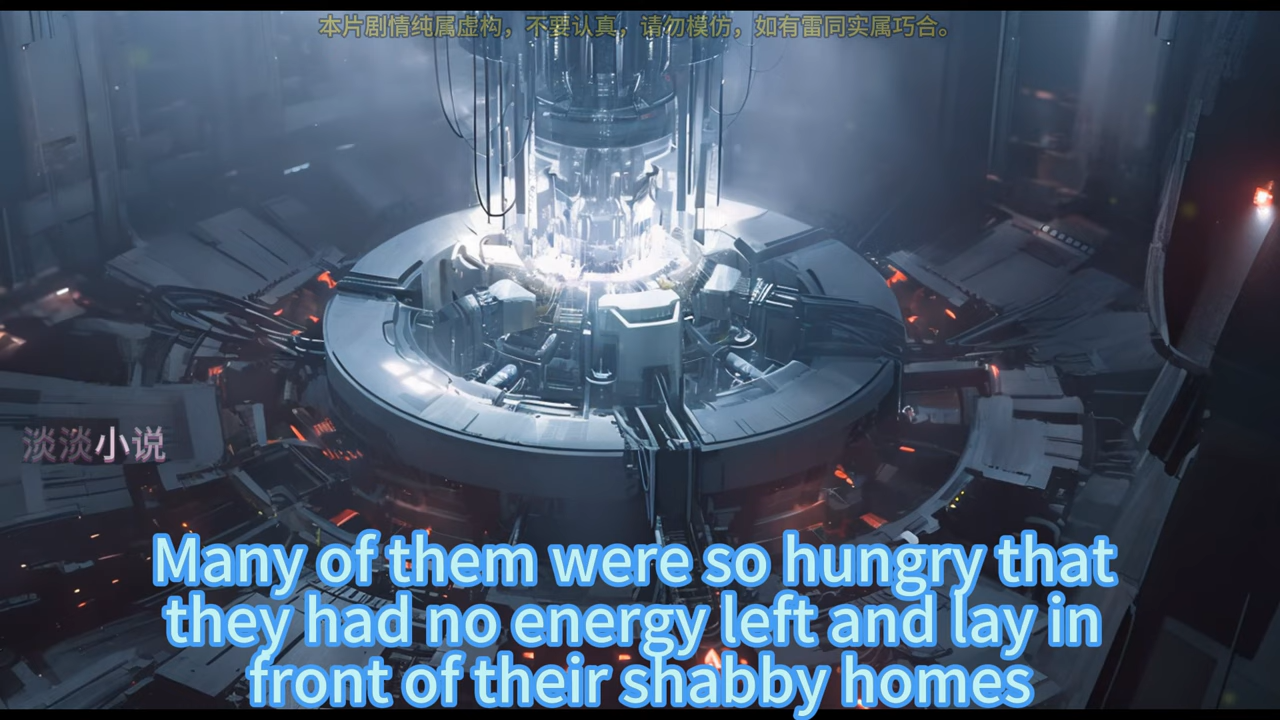 本片剧情纯属虚构，不要认真，请勿模仿，如有雷同实属巧合。
淡淡小说
Many of them were so hungry that
they had no energy left and lay in
front of their shabby homes